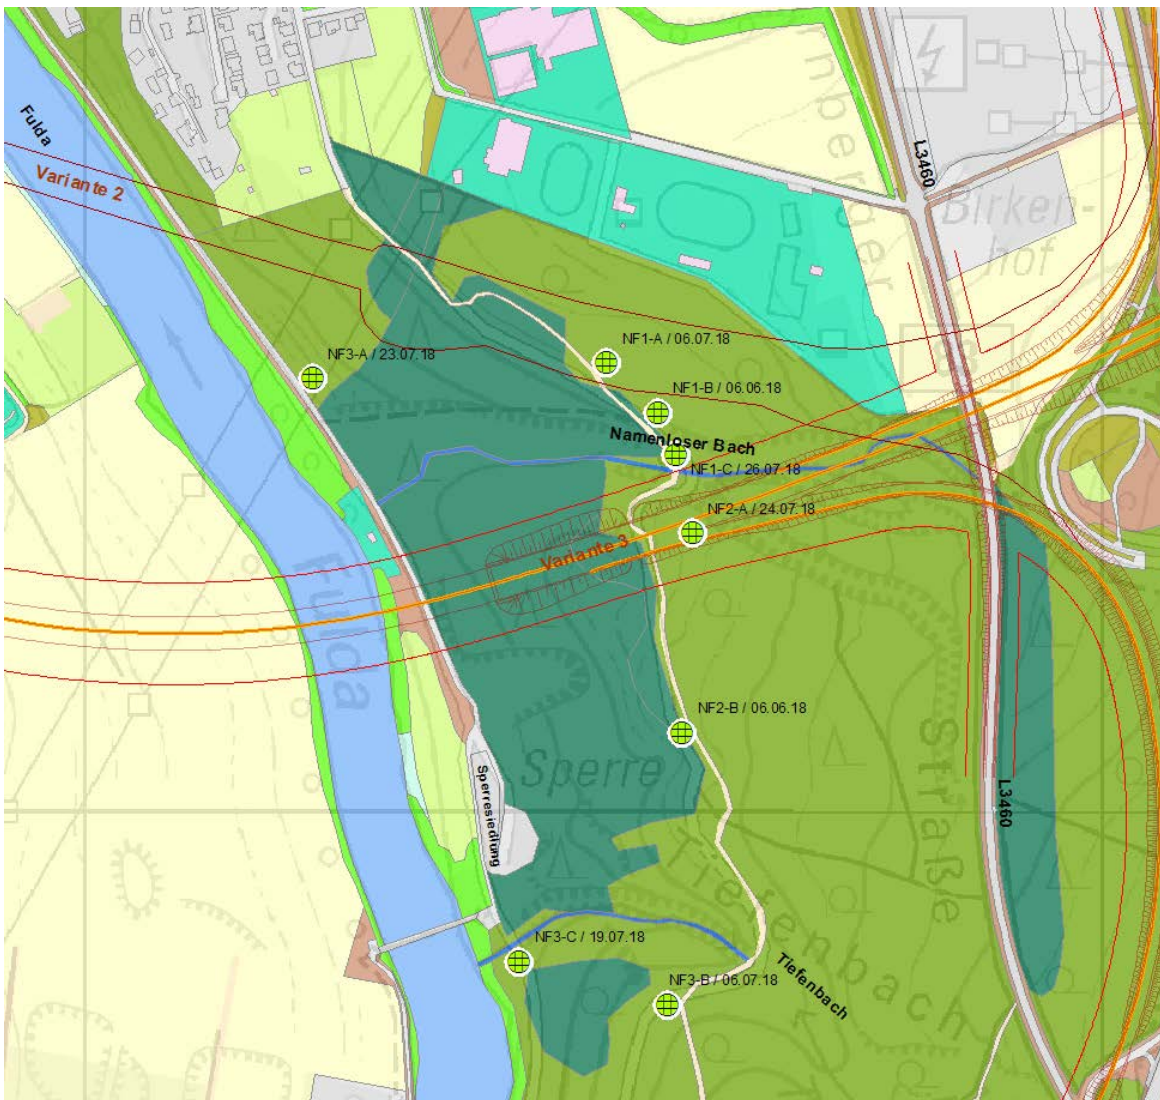 Fulda
Variante 2
L3460
Birken-
hof
NF3-A / 23.07.18
NF1-A / 06.07.18
NF1-B / 06.06.18
Namenloser Bach
NF1-C / 26.07.18
NF2-A / 24.07.18
Variante 3
Fulda
NF2-B / 06.06.18
Sperre
Straße
Sperresiedlung
L3460
Tiefenbach
NF3-C / 19.07.18
NF3-B / 06.07.18
Tiefenbach